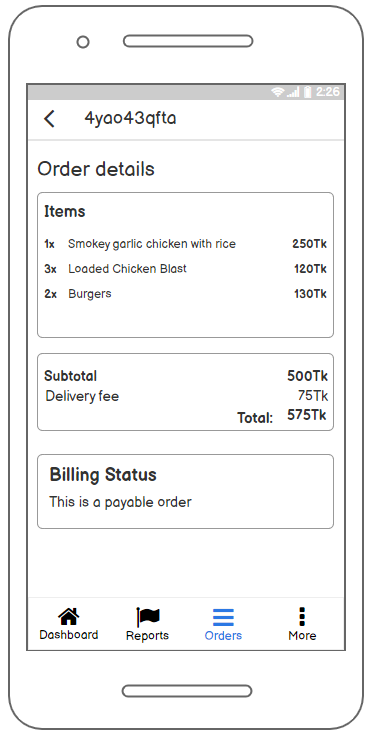 2:26
4yao43qfta
Order details
Items
1x Smokey garlic chicken with rice 250Tk
3x Loaded Chicken Blast 120Tk
2x Burgers 130Tk
Subtotal 500Tk
Delivery fee 75Tk
Total: 575Tk
Billing Status
This is a payable order
Dashboard Reports Orders More